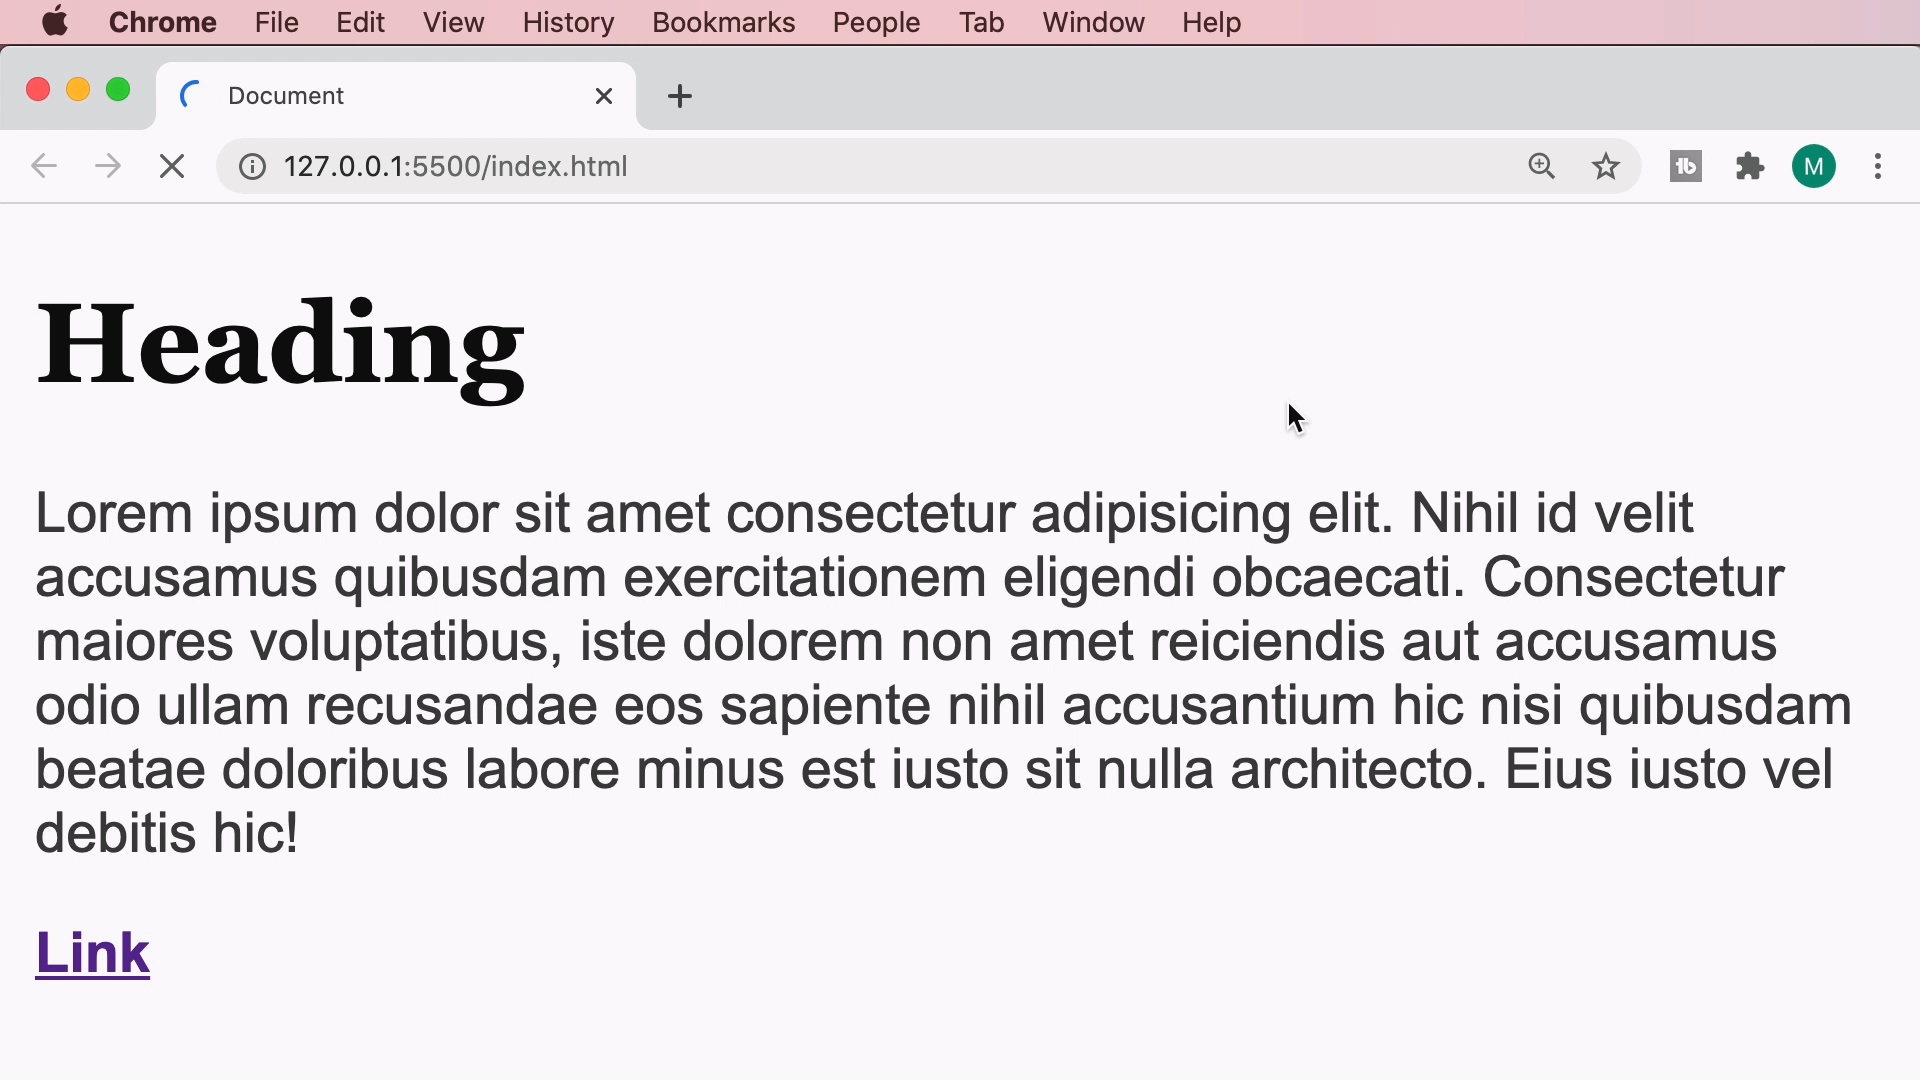 Chrome File Edit View History Bookmarks People Tab Window Help
Document
127.0.0.1:5500/index.html
tb
M
Heading
Lorem ipsum dolor sit amet consectetur adipisicing elit. Nihil id velit
accusamus quibusdam exercitationem eligendi obcaecati. Consectetur
maiores voluptatibus, iste dolorem non amet reiciendis aut accusamus
odio ullam recusandae eos sapiente nihil accusantium hic nisi quibusdam
beatae doloribus labore minus est iusto sit nulla architecto. Eius iusto vel
debitis hic!
Link